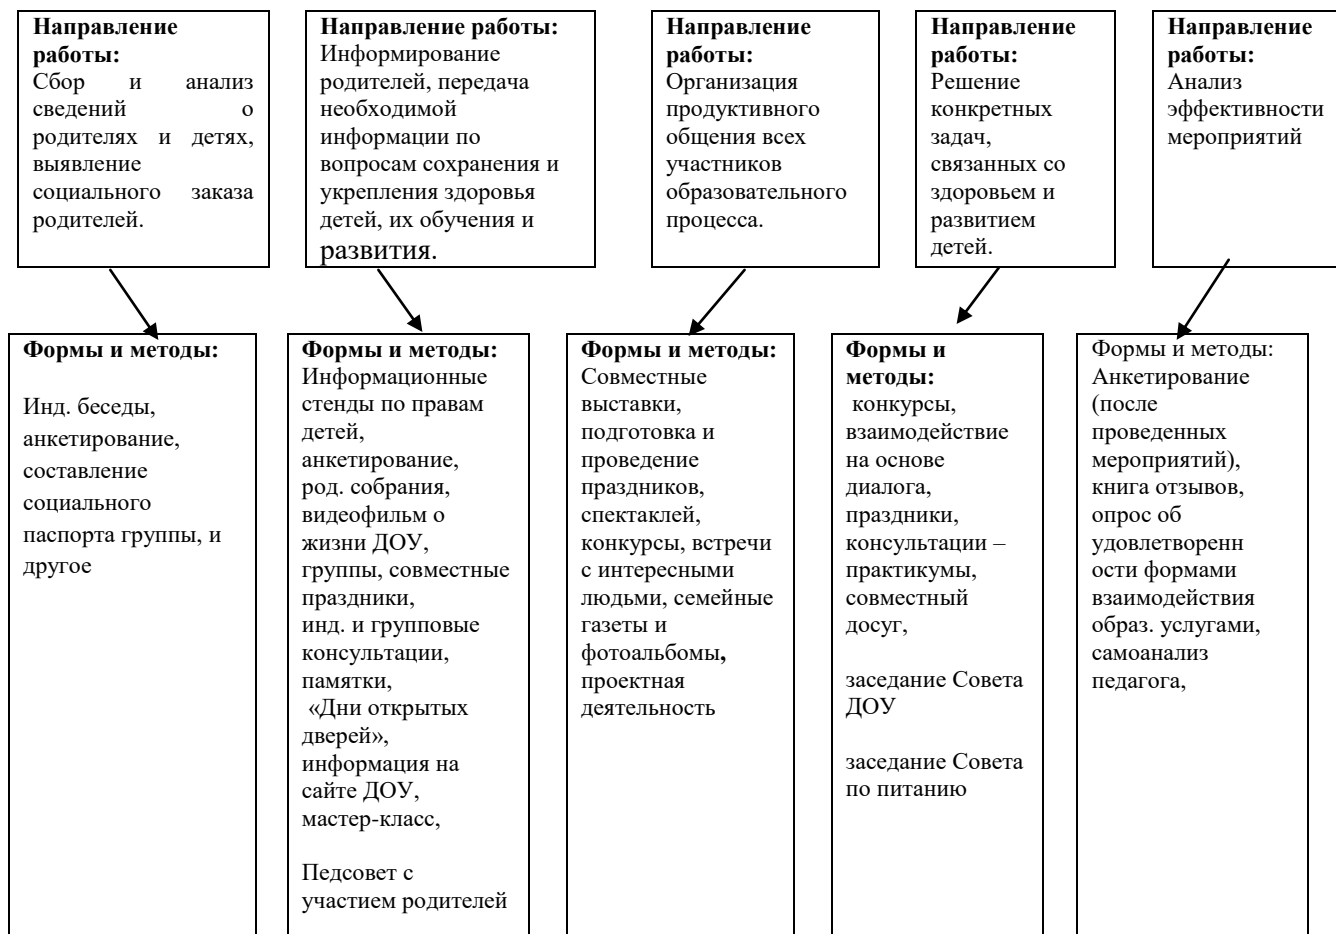 Направление
работы:
Сбор и анализ
сведений о
родителях и детях,
выявление
социального заказа
родителей.
Направление работы:
Информирование
родителей, передача
необходимой
информации по
вопросам сохранения и
укрепления здоровья
детей, их обучения и
развития.
Направление
работы:
Организация
продуктивного
общения всех
участников
образовательного
процесса.
Направление
работы:
Решение
конкретных
задач,
связанных со
здоровьем и
развитием
детей.
Направление
работы:
Анализ
эффективности
мероприятий
Формы и методы:
Инд. беседы,
анкетирование,
составление
социального
паспорта группы, и
другое
Формы и методы:
Информационные
стенды по правам
детей,
анкетирование,
род. собрания,
видеофильм о
жизни ДОУ,
группы, совместные
праздники,
инд. и групповые
консультации,
памятки,
«Дни открытых
дверей»,
информация на
сайте ДОУ,
мастер-класс,
Педсовет с
участием родителей
Формы и методы:
Совместные
выставки,
подготовка и
проведение
праздников,
спектаклей,
конкурсы, встречи
с интересными
людьми, семейные
газеты и
фотоальбомы,
проектная
деятельность
Формы и
методы:
конкурсы,
взаимодействие
на основе
диалога,
праздники,
консультации –
практикумы,
совместный
досуг,
заседание Совета
ДОУ
заседание Совета
по питанию
Формы и методы:
Анкетирование
(после
проведенных
мероприятий),
книга отзывов,
опрос об
удовлетворенн
ости формами
взаимодействия
образ. услугами,
самоанализ
педагога,